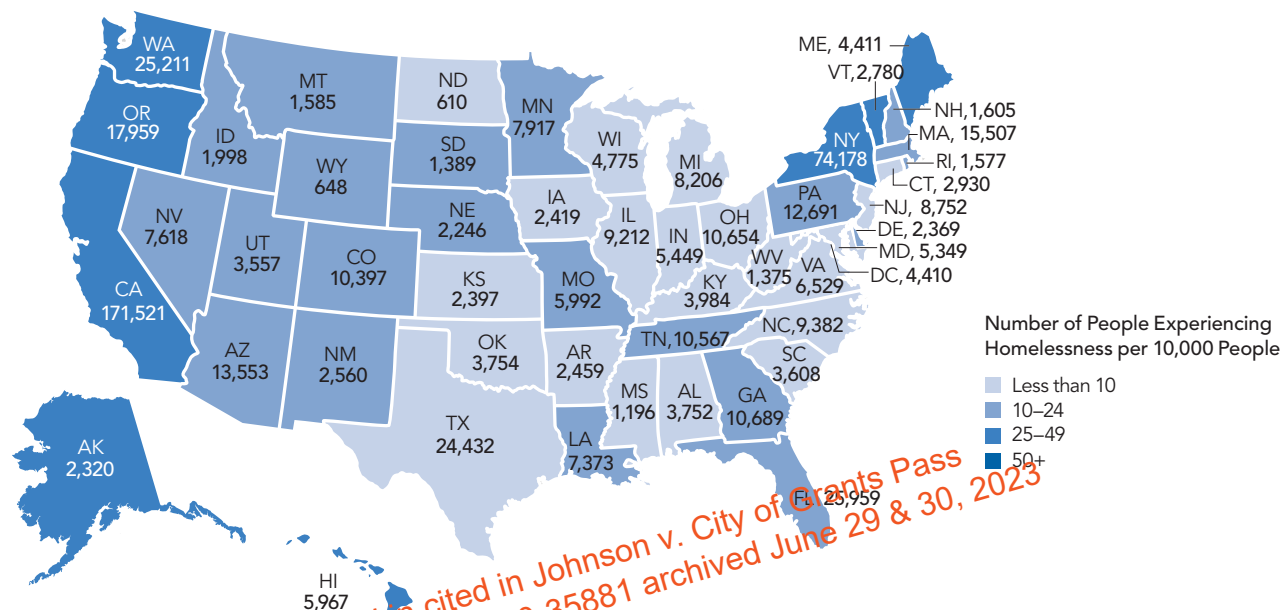 WA
25,211
OR
17,959
CA
171,521
AK
2,320
HI
5,967
ID
1,998
NV
7,618
MT
1,585
WY
648
UT
3,557
AZ
13,553
CO
10,397
NM
2,560
ND
610
SD
1,389
NE
2,246
KS
2,397
OK
3,754
TX
24,432
MN
7,917
IA
2,419
MO
5,992
AR
2,459
LA
7,373
WI
4,775
IL
9,212
MI
8,206
IN
5,449
OH
10,654
KY
3,984
TN, 10,567
MS
1,196
AL
3,752
GA
10,689
FL 25,959
SC
3,608
NC, 9,382
VA
6,529
WV
1,375
PA
12,691
NY
74,178
ME, 4,411
VT, 2,780
NH, 1,605
MA, 15,507
RI, 1,577
CT, 2,930
NJ, 8,752
DE, 2,369
MD, 5,349
DC, 4,410
Number of People Experiencing
Homelessness per 10,000 People
Less than 10
10–24
25–49
50+
cited in Johnson v. City of Grants Pass
35881 archived June 29 & 30, 2023